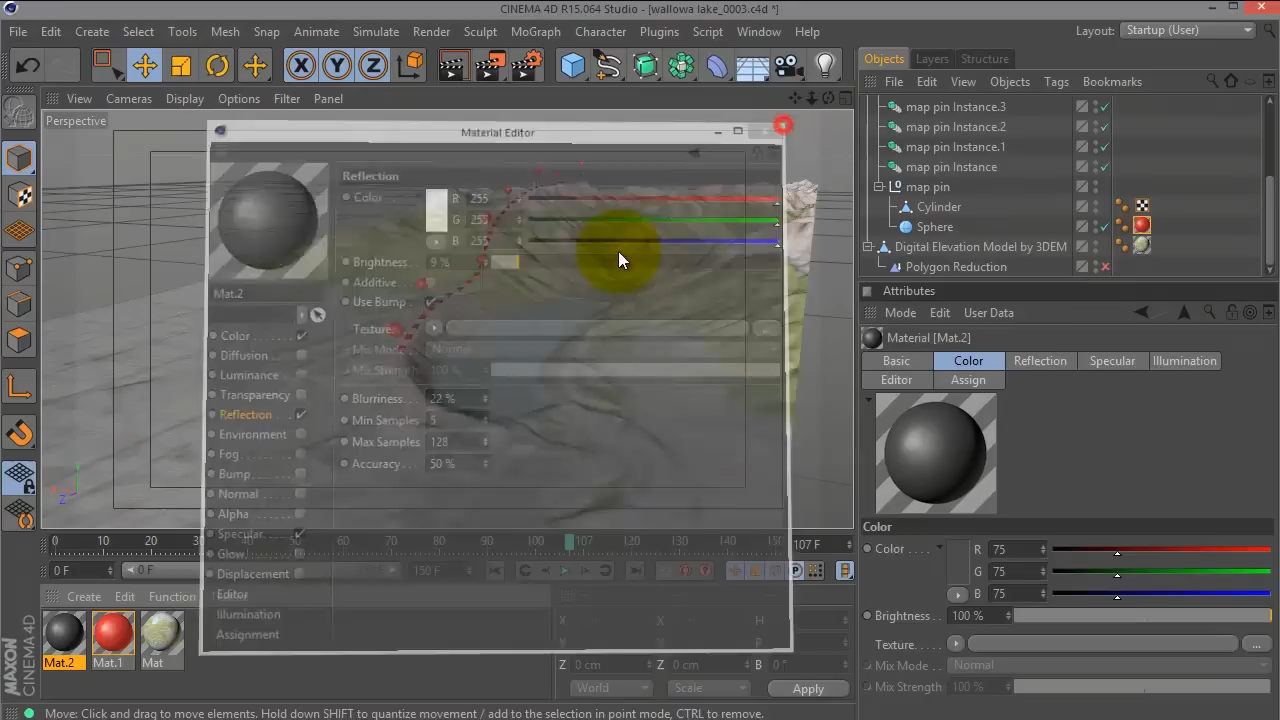 CINEMA 4D R15.064 Studio - [wallowa lake_0003.c4d *]
File Edit Create Select Tools Mesh Snap Animate Simulate Render Sculpt MoGraph Character Plugins Script Window Help
Layout: Startup (User)
Objects Layers Structure
View Cameras Display Options Filter Panel
File Edit View Objects Objects Tags Bookmarks
Perspective
map pin Instance.3
map pin Instance.2
map pin Instance.1
map pin Instance
map pin
Cylinder
Sphere
Digital Elevation Model by 3DEM
Polygon Reduction
Material Editor
Reflection
Color
R 255
G 255
B 255
Brightness 9 %
Additive
Use Bump
Texture
Mix Mode Normal
Mix Strength 100 %
Blurriness 22 %
Min Samples 5
Max Samples 128
Accuracy 50 %
Mat.2
Color
Diffusion
Luminance
Transparency
Reflection
Environment
Fog
Bump
Normal
Alpha
Specular
Glow
Displacement
Editor
Illumination
Assignment
Attributes
Mode Edit User Data
Material [Mat.2]
Basic Color Reflection Specular Illumination
Editor Assign
Color
Color R 75
G 75
B 75
Brightness 100 %
Texture
Mix Mode Normal
Mix Strength 100 %
0 10 20 30 40 50 60 70 80 90 100 107 120 130 140 150
107 F
0 F 0 F 150 F
Create Edit Function
Mat.2 Mat.1 Mat
X X H
Y Y
Z 0 cm Z 0 cm B 0 °
World Scale Apply
MAXON CINEMA 4D
Move: Click and drag to move elements. Hold down SHIFT to quantize movement / add to the selection in point mode, CTRL to remove.